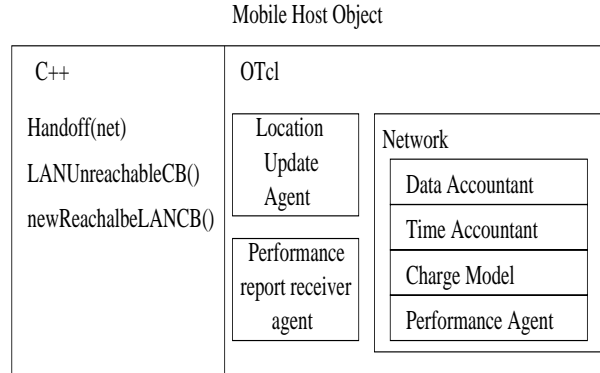 Mobile Host Object
C++
Handoff(net)
LANUnreachableCB()
newReachalbeLANCB()
OTcl
Location
Update
Agent
Performance
report receiver
agent
Network
Data Accountant
Time Accountant
Charge Model
Performance Agent